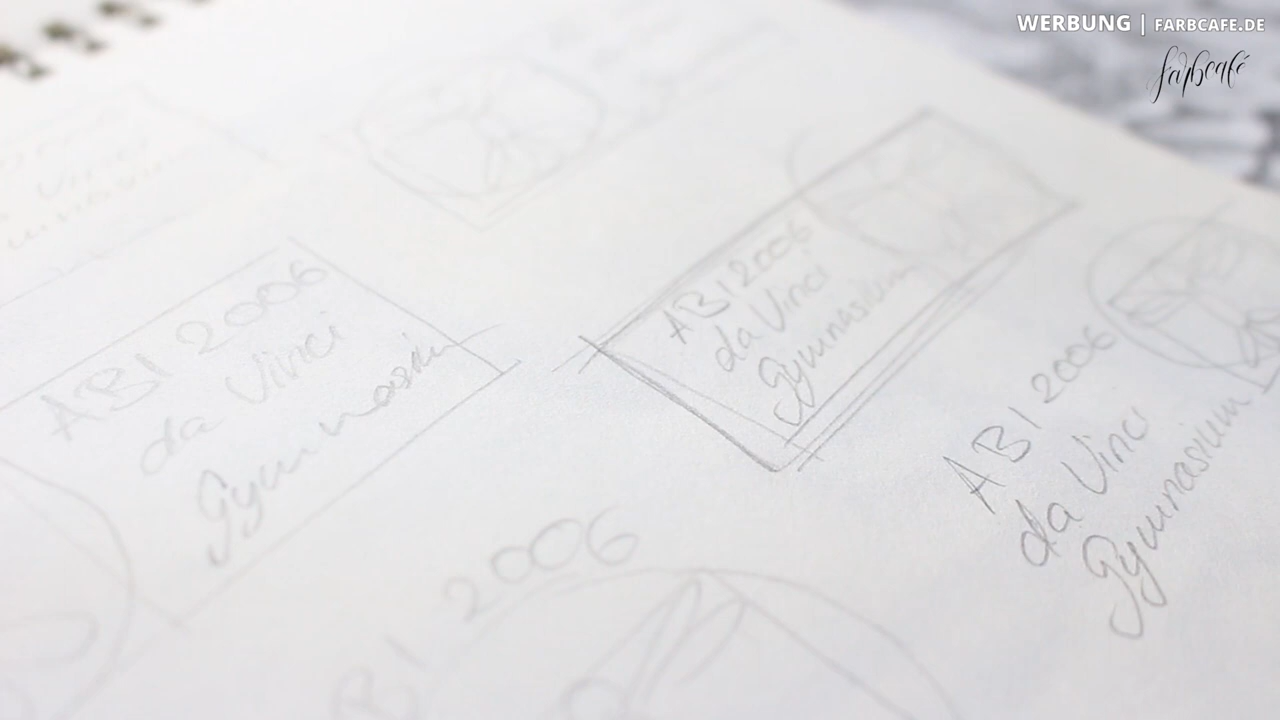 WERBUNG | FARBCAFE.DE
farbcafé
Vinci
ABI 2006
da Vinci
Gymnasium
ABI 2006
da Vinci
Gymnasium
ABI 2006
da Vinci
Gymnasium
ABI 2006